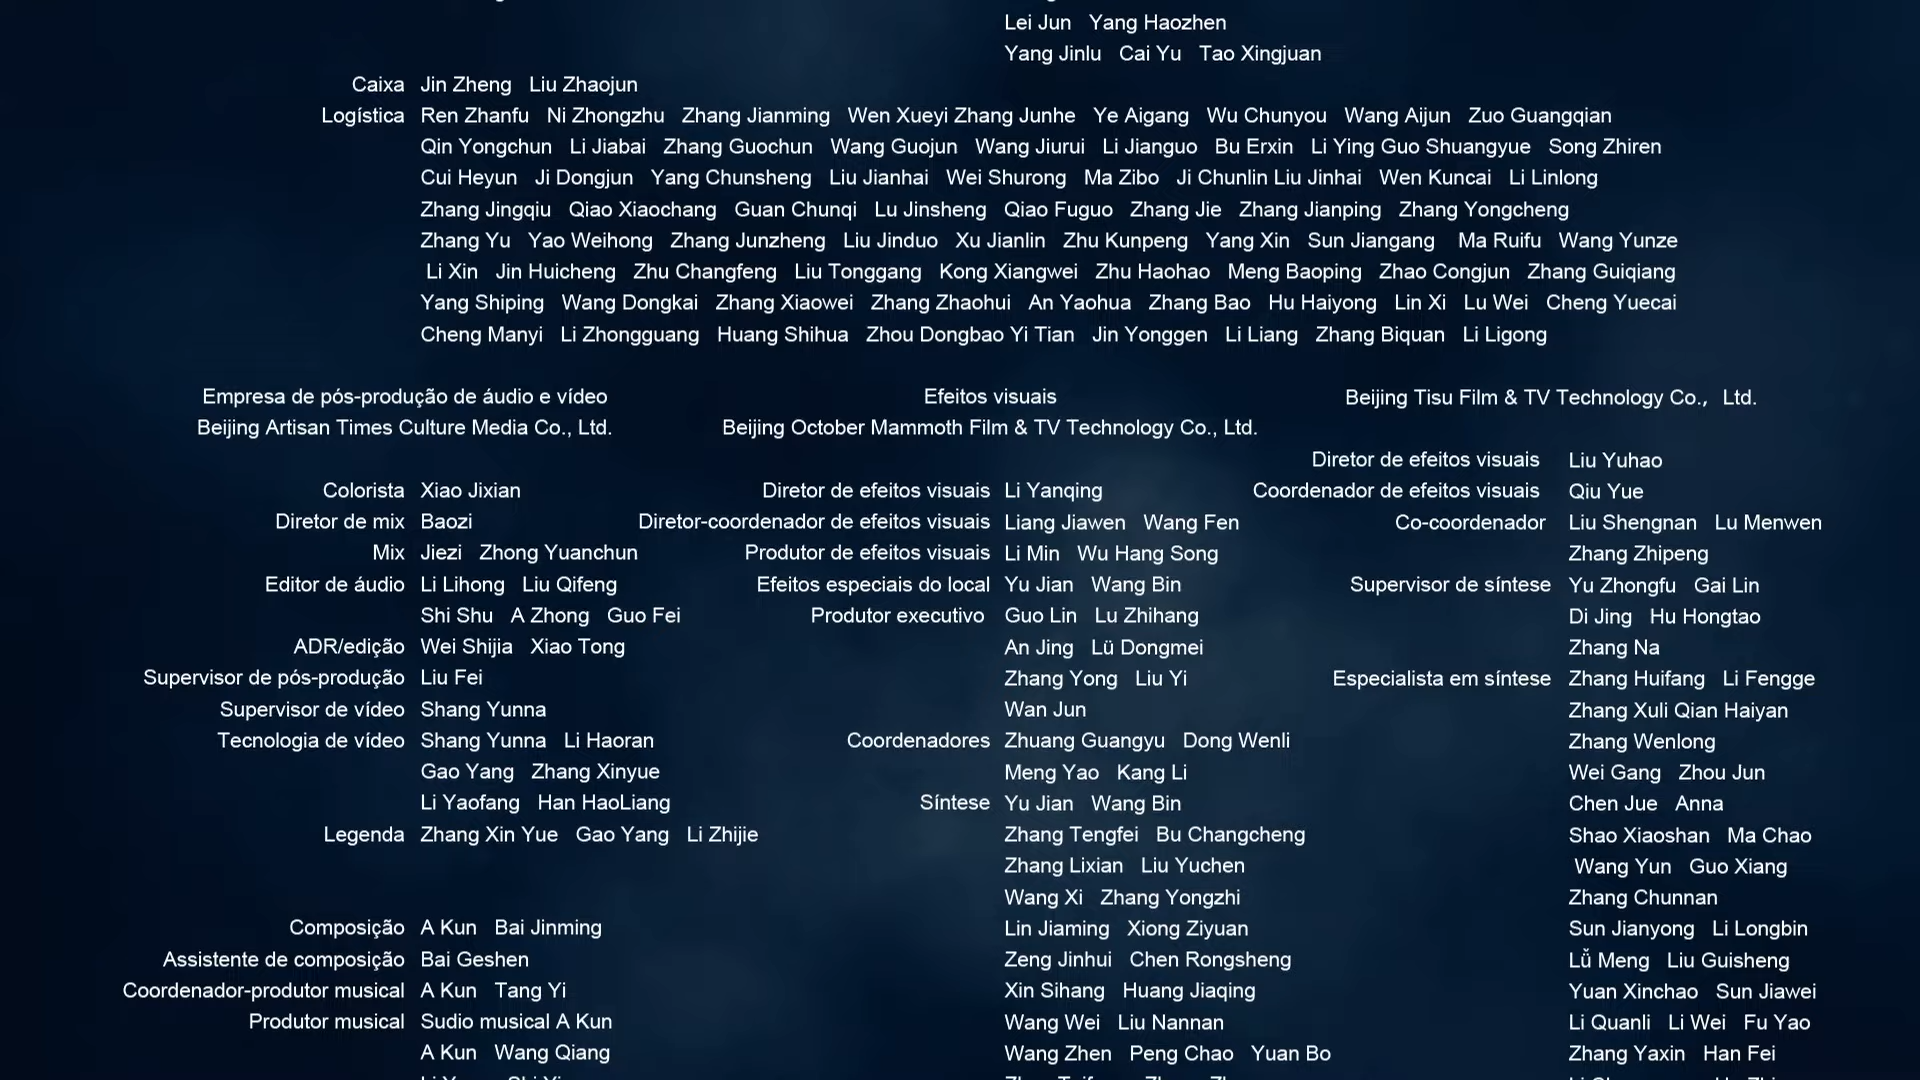 Lei Jun Yang Haozhen
Yang Jinlu Cai Yu Tao Xingjuan
Caixa Jin Zheng Liu Zhaojun
Logística Ren Zhanfu Ni Zhongzhu Zhang Jianming Wen Xueyi Zhang Junhe Ye Aigang Wu Chunyou Wang Aijun Zuo Guangqian
Qin Yongchun Li Jiabai Zhang Guochun Wang Guojun Wang Jiurui Li Jianguo Bu Erxin Li Ying Guo Shuangyue Song Zhiren
Cui Heyun Ji Dongjun Yang Chunsheng Liu Jianhai Wei Shurong Ma Zibo Ji Chunlin Liu Jinhai Wen Kuncai Li Linlong
Zhang Jingqiu Qiao Xiaochang Guan Chunqi Lu Jinsheng Qiao Fuguo Zhang Jie Zhang Jianping Zhang Yongcheng
Zhang Yu Yao Weihong Zhang Junzheng Liu Jinduo Xu Jianlin Zhu Kunpeng Yang Xin Sun Jiangang Ma Ruifu Wang Yunze
Li Xin Jin Huicheng Zhu Changfeng Liu Tonggang Kong Xiangwei Zhu Haohao Meng Baoping Zhao Congjun Zhang Guiqiang
Yang Shiping Wang Dongkai Zhang Xiaowei Zhang Zhaohui An Yaohua Zhang Bao Hu Haiyong Lin Xi Lu Wei Cheng Yuecai
Cheng Manyi Li Zhongguang Huang Shihua Zhou Dongbao Yi Tian Jin Yonggen Li Liang Zhang Biquan Li Ligong
Empresa de pós-produção de áudio e vídeo
Beijing Artisan Times Culture Media Co., Ltd.
Colorista Xiao Jixian
Diretor de mix Baozi
Mix Jiezi Zhong Yuanchun
Editor de áudio Li Lihong Liu Qifeng
Shi Shu A Zhong Guo Fei
ADR/edição Wei Shijia Xiao Tong
Supervisor de pós-produção Liu Fei
Supervisor de vídeo Shang Yunna
Tecnologia de vídeo Shang Yunna Li Haoran
Gao Yang Zhang Xinyue
Li Yaofang Han HaoLiang
Legenda Zhang Xin Yue Gao Yang Li Zhijie
Composição A Kun Bai Jinming
Assistente de composição Bai Geshen
Coordenador-produtor musical A Kun Tang Yi
Produtor musical Sudio musical A Kun
A Kun Wang Qiang
Efeitos visuais
Beijing October Mammoth Film & TV Technology Co., Ltd.
Diretor de efeitos visuais Li Yanqing
Diretor-coordenador de efeitos visuais Liang Jiawen Wang Fen
Produtor de efeitos visuais Li Min Wu Hang Song
Efeitos especiais do local Yu Jian Wang Bin
Produtor executivo Guo Lin Lu Zhihang
An Jing Lü Dongmei
Zhang Yong Liu Yi
Wan Jun
Coordenadores Zhuang Guangyu Dong Wenli
Meng Yao Kang Li
Síntese Yu Jian Wang Bin
Zhang Tengfei Bu Changcheng
Zhang Lixian Liu Yuchen
Wang Xi Zhang Yongzhi
Lin Jiaming Xiong Ziyuan
Zeng Jinhui Chen Rongsheng
Xin Sihang Huang Jiaqing
Wang Wei Liu Nannan
Wang Zhen Peng Chao Yuan Bo
Beijing Tisu Film & TV Technology Co., Ltd.
Diretor de efeitos visuais Liu Yuhao
Coordenador de efeitos visuais Qiu Yue
Co-coordenador Liu Shengnan Lu Menwen
Zhang Zhipeng
Supervisor de síntese Yu Zhongfu Gai Lin
Di Jing Hu Hongtao
Zhang Na
Especialista em síntese Zhang Huifang Li Fengge
Zhang Xuli Qian Haiyan
Zhang Wenlong
Wei Gang Zhou Jun
Chen Jue Anna
Shao Xiaoshan Ma Chao
Wang Yun Guo Xiang
Zhang Chunnan
Sun Jianyong Li Longbin
Lǚ Meng Liu Guisheng
Yuan Xinchao Sun Jiawei
Li Quanli Li Wei Fu Yao
Zhang Yaxin Han Fei